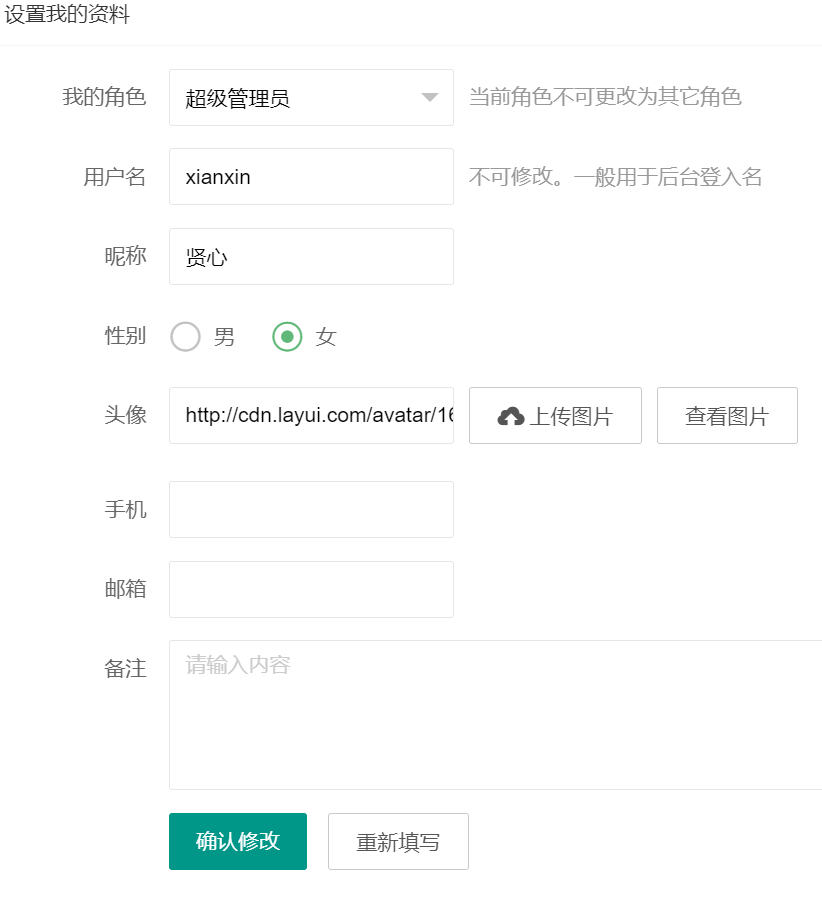 设置我的资料
我的角色 超级管理员 当前角色不可更改为其它角色
用户名 xianxin 不可修改。一般用于后台登入名
昵称 贤心
性别 男 女
头像 http://cdn.layui.com/avatar/16 上传图片 查看图片
手机
邮箱
备注 请输入内容
确认修改 重新填写